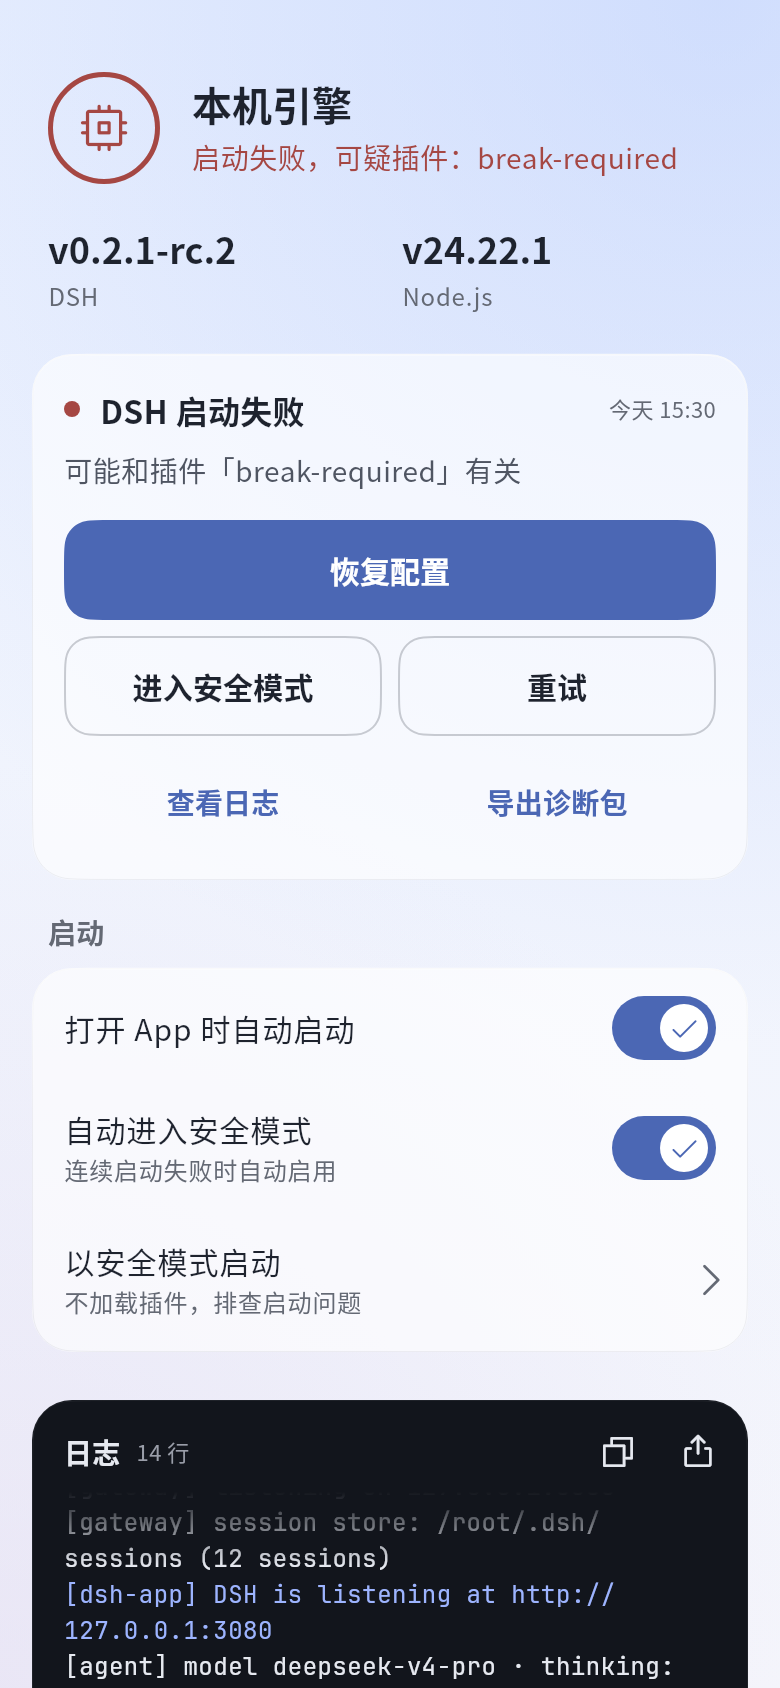 本机引擎
启动失败，可疑插件：break-required
v0.2.1-rc.2
DSH
v24.22.1
Node.js
DSH 启动失败
今天 15:30
可能和插件「break-required」有关
恢复配置
进入安全模式
重试
查看日志
导出诊断包
启动
打开 App 时自动启动
自动进入安全模式
连续启动失败时自动启用
以安全模式启动
不加载插件，排查启动问题
日志 14 行
[gateway] session store: /root/.dsh/
sessions (12 sessions)
[dsh-app] DSH is listening at http://
127.0.0.1:3080
[agent] model deepseek-v4-pro · thinking: